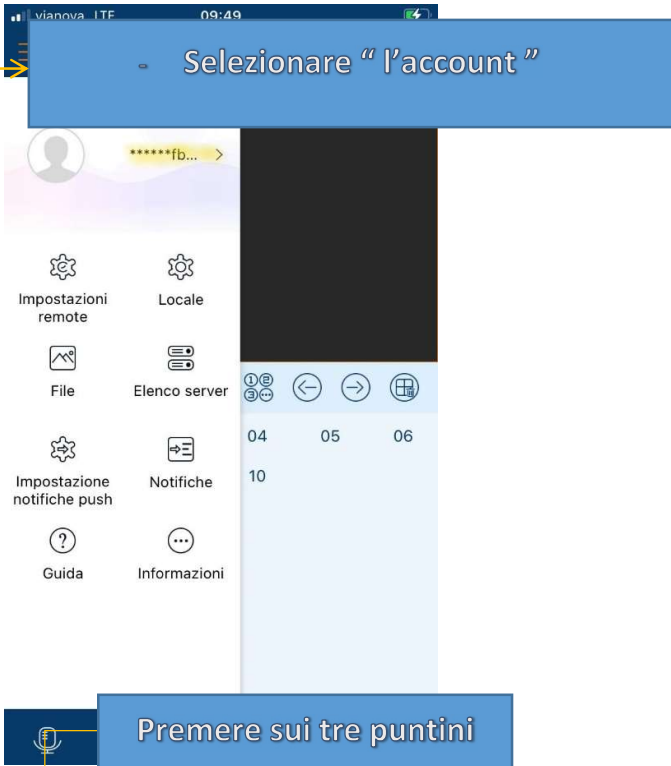 vianova LTE 09:49
- Selezionare “ l’account ”
******fb... >
Impostazioni
remote
Locale
File
Elenco server
Impostazione
notifiche push
Notifiche
Guida
Informazioni
04 05 06
10
Premere sui tre puntini